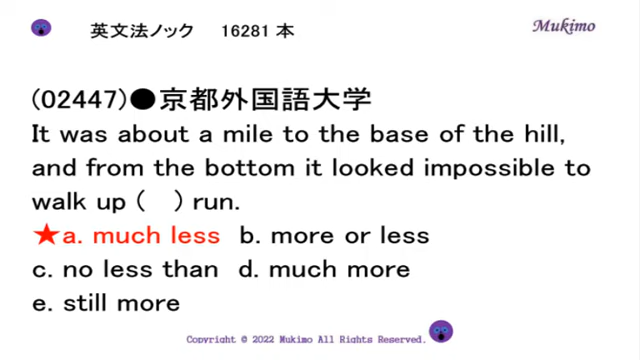 英文法ノック 16281 本 Mukimo
(02447)●京都外国語大学
It was about a mile to the base of the hill,
and from the bottom it looked impossible to
walk up ( ) run.
★a. much less b. more or less
c. no less than d. much more
e. still more
Copyright @ 2022 Mukimo All Rights Reserved.